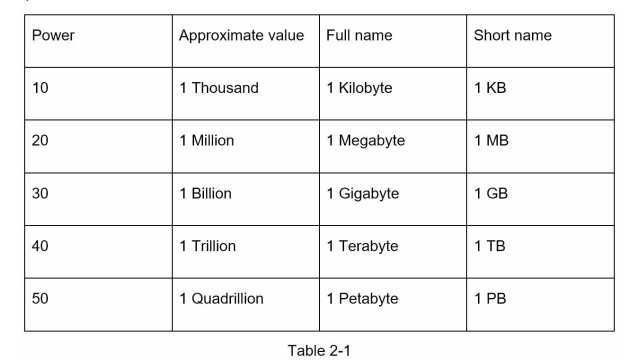 Power Approximate value Full name Short name
10 1 Thousand 1 Kilobyte 1 KB
20 1 Million 1 Megabyte 1 MB
30 1 Billion 1 Gigabyte 1 GB
40 1 Trillion 1 Terabyte 1 TB
50 1 Quadrillion 1 Petabyte 1 PB
Table 2-1